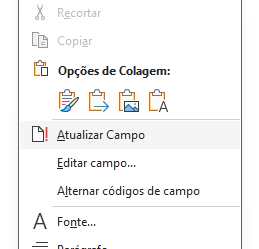 Recortar
Copiar
Opções de Colagem:
Atualizar Campo
Editar campo...
Alternar códigos de campo
Fonte...